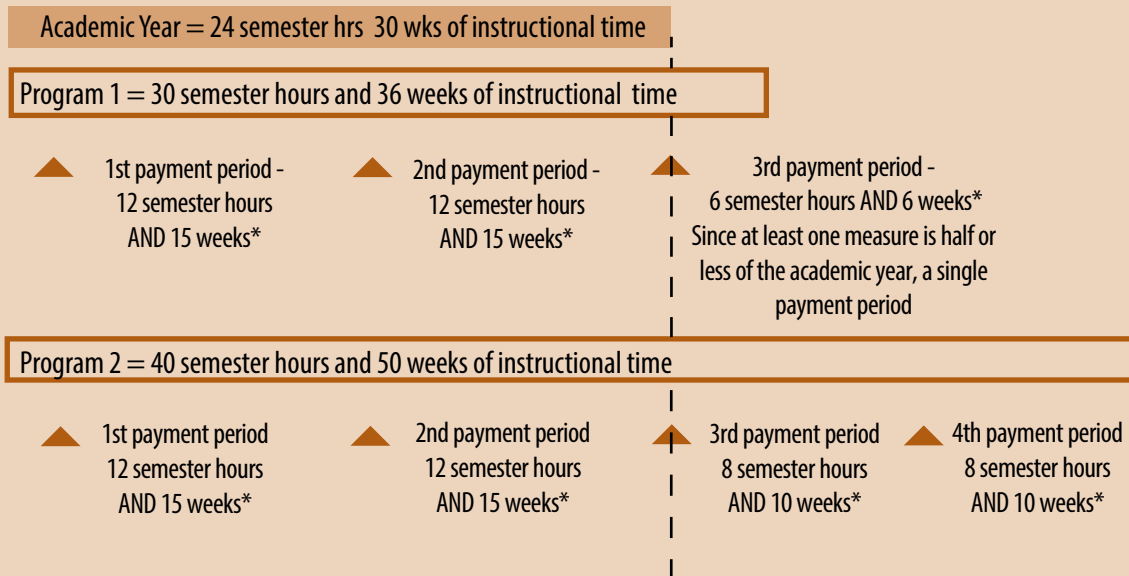 Academic Year = 24 semester hrs 30 wks of instructional time
Program 1 = 30 semester hours and 36 weeks of instructional time
1st payment period -
12 semester hours
AND 15 weeks*
2nd payment period -
12 semester hours
AND 15 weeks*
3rd payment period -
6 semester hours AND 6 weeks*
Since at least one measure is half or
less of the academic year, a single
payment period
Program 2 = 40 semester hours and 50 weeks of instructional time
1st payment period
12 semester hours
AND 15 weeks*
2nd payment period
12 semester hours
AND 15 weeks*
3rd payment period
8 semester hours
AND 10 weeks*
4th payment period
8 semester hours
AND 10 weeks*